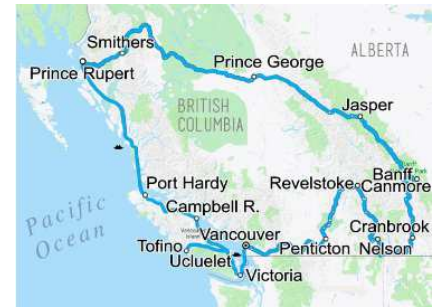 Smithers
ALBERTA
Prince George
Prince Rupert
BRITISH
COLUMBIA
Jasper
Banff
Revelstoke
Canmore
Port Hardy
Campbell R.
Pacific
Ocean
Vancouver
Cranbrook
Tofino
Penticton
Nelson
Ucluelet
Victoria